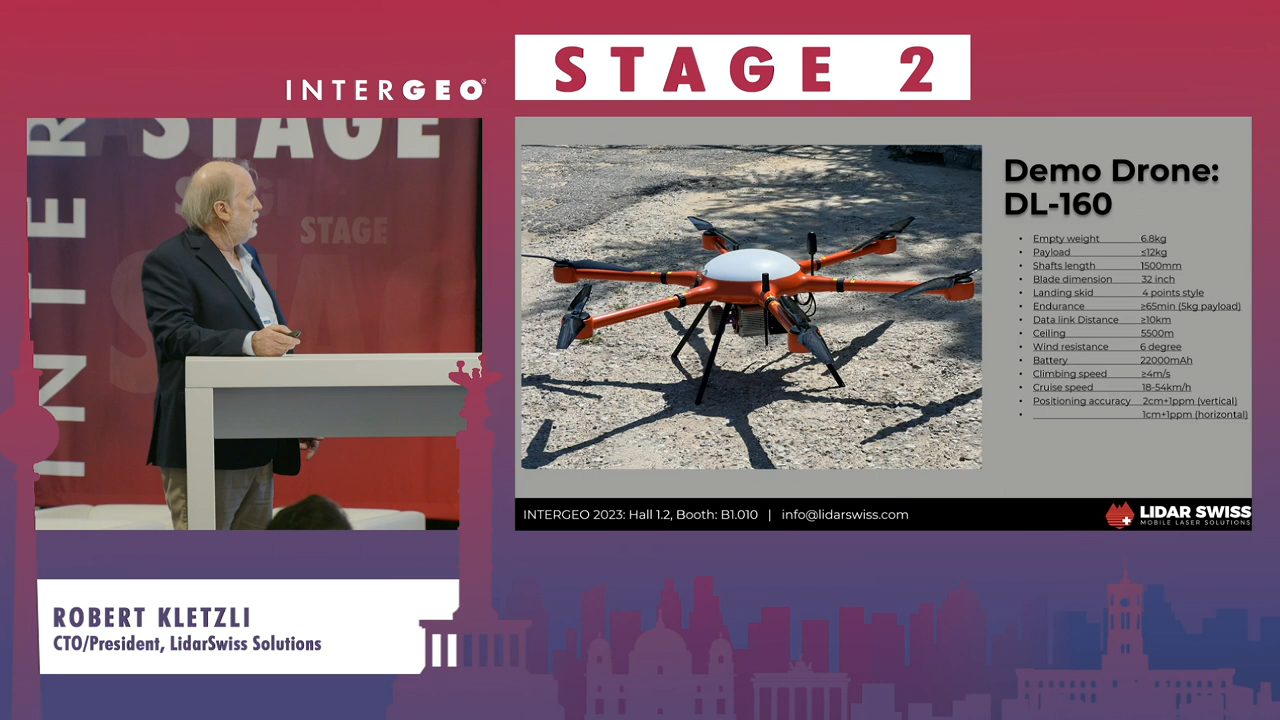 INTERGEO®
STAGE 2
INTER
STAGE
STAGE
Demo Drone:
DL-160
• Empty weight 6.8kg
• Payload ≤12kg
• Shafts length 1500mm
• Blade dimension 32 inch
• Landing skid 4 points style
• Endurance ≥65min (5kg payload)
• Data link Distance ≥10km
• Ceiling 5500m
• Wind resistance 6 degree
• Battery 22000mAh
• Climbing speed ≥4m/s
• Cruise speed 18-54km/h
• Positioning accuracy 2cm+1ppm (vertical)
• 1cm+1ppm (horizontal)
INTERGEO 2023: Hall 1.2, Booth: B1.010 | info@lidarswiss.com
LIDAR SWISS
MOBILE LASER SOLUTIONS
ROBERT KLETZLI
CTO/President, LidarSwiss Solutions